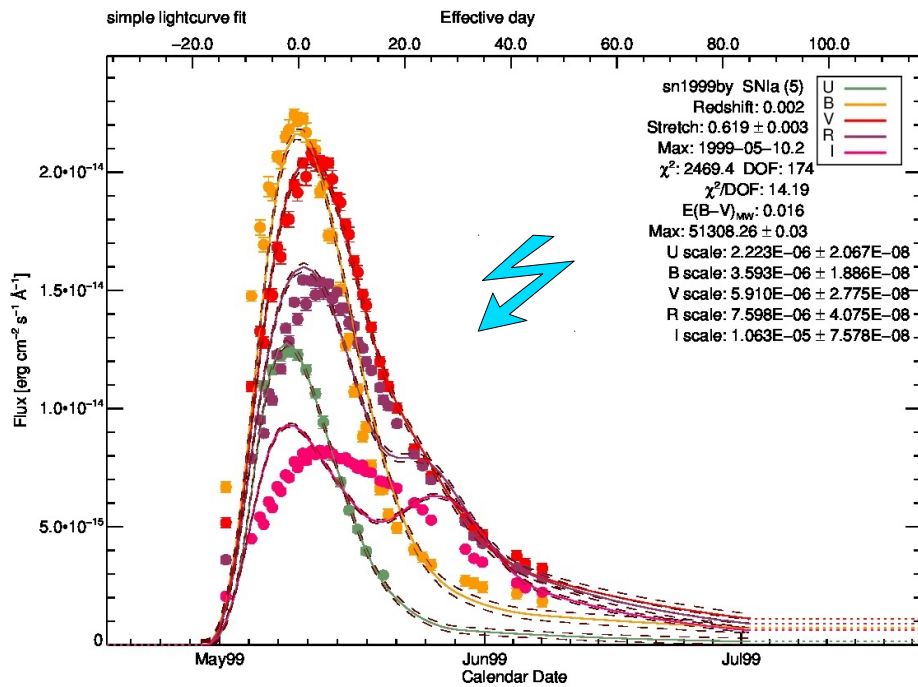 simple lightcurve fit
Effective day
−20.0 0.0 20.0 40.0 60.0 80.0 100.0
sn1999by SNIa (5)
Redshift: 0.002
Stretch: 0.619 ± 0.003
Max: 1999−05−10.2
χ²: 2469.4 DOF: 174
χ²/DOF: 14.19
E(B−V)MW: 0.016
Max: 51308.26 ± 0.03
U scale: 2.223E−06 ± 2.067E−08
B scale: 3.593E−06 ± 1.886E−08
V scale: 5.910E−06 ± 2.775E−08
R scale: 7.598E−06 ± 4.075E−08
I scale: 1.063E−05 ± 7.578E−08
U
B
V
R
I
Flux [erg cm⁻² s⁻¹ Å⁻¹]
2.0•10⁻¹⁴
1.5•10⁻¹⁴
1.0•10⁻¹⁴
5.0•10⁻¹⁵
0
May99 Jun99 Jul99
Calendar Date